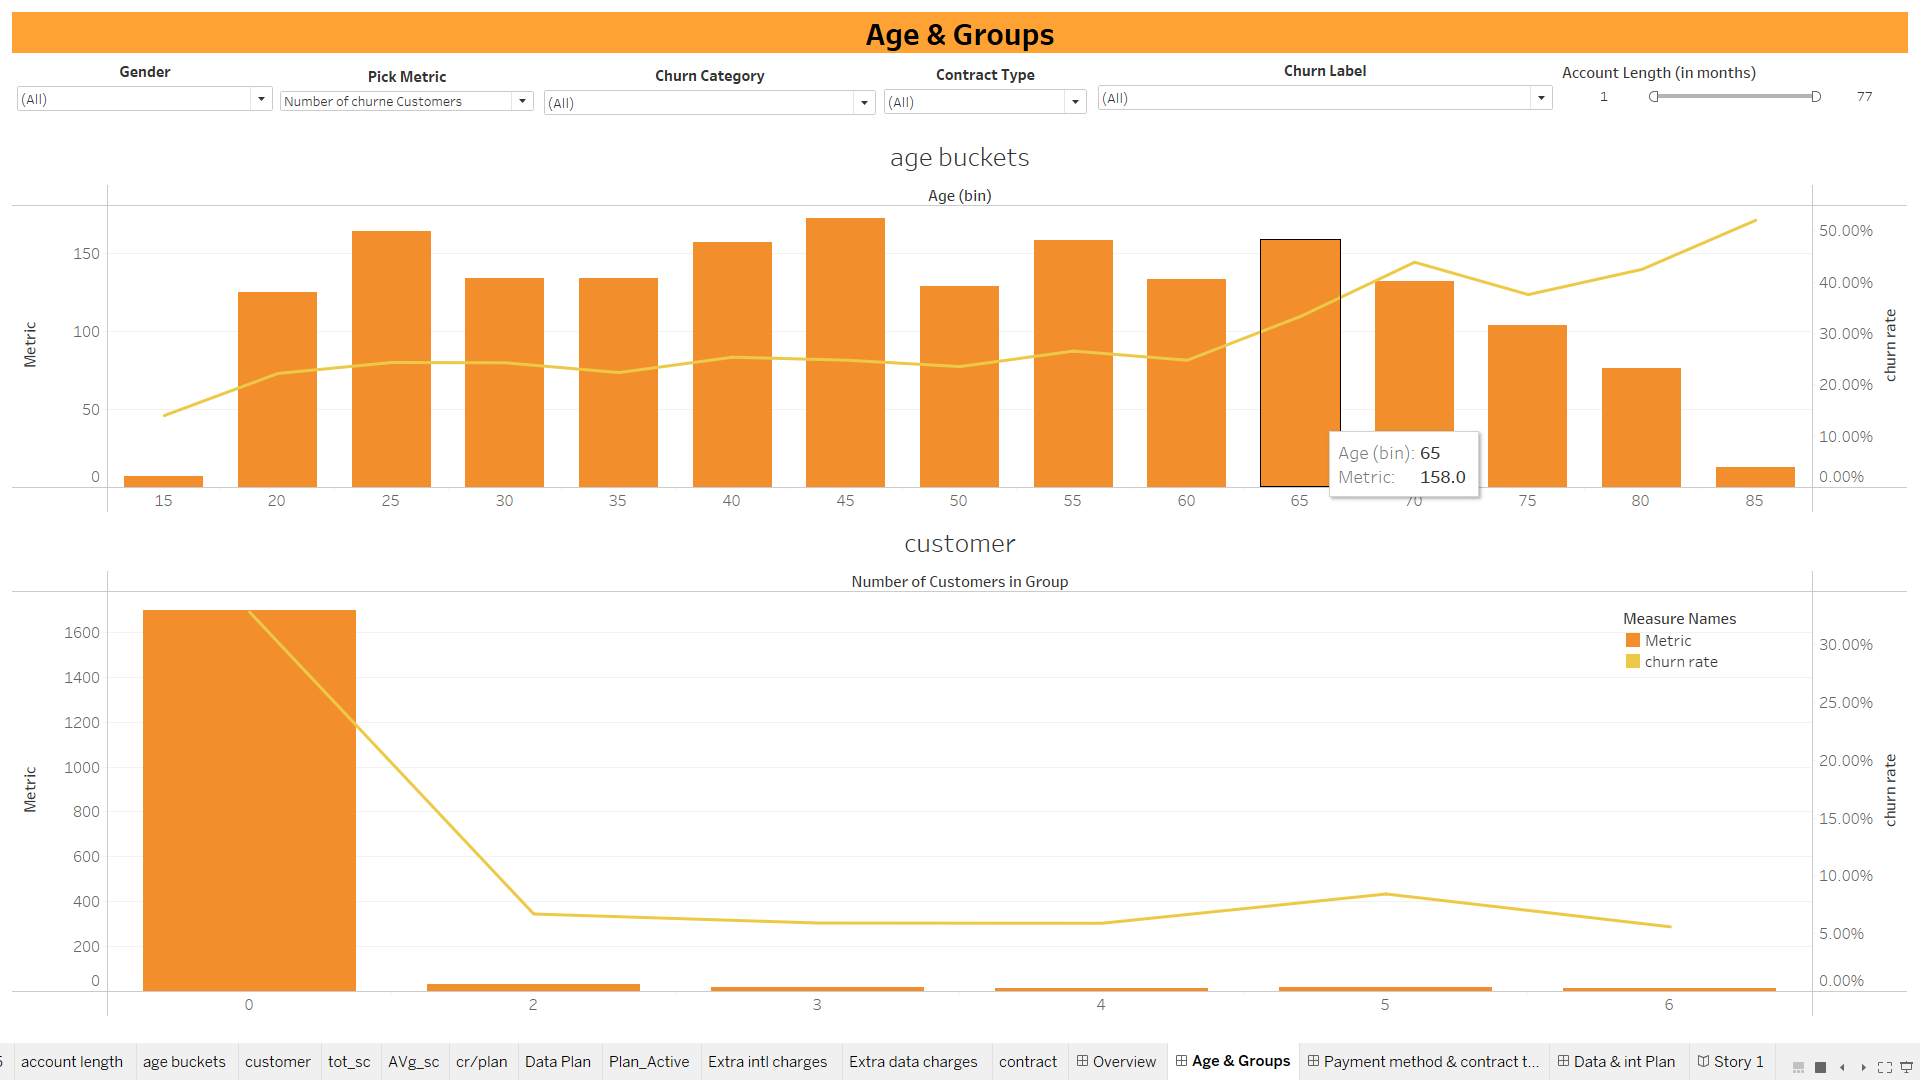 Age & Groups
Gender
Pick Metric
Churn Category
Contract Type
Churn Label
Account Length (in months)
(All)
Number of churne Customers
(All)
(All)
(All)
1
77
age buckets
Age (bin)
150
100
50
0
Metric
50.00%
40.00%
30.00%
20.00%
10.00%
0.00%
churn rate
Age (bin): 65
Metric: 158.0
15 20 25 30 35 40 45 50 55 60 65 70 75 80 85
customer
Number of Customers in Group
1600
1400
1200
1000
800
600
400
200
0
Metric
Measure Names
Metric
churn rate
30.00%
25.00%
20.00%
15.00%
10.00%
5.00%
0.00%
churn rate
0 2 3 4 5 6
account length age buckets customer tot_sc AVg_sc cr/plan Data Plan Plan_Active Extra intl charges Extra data charges contract Overview Age & Groups Payment method & contract t... Data & int Plan Story 1